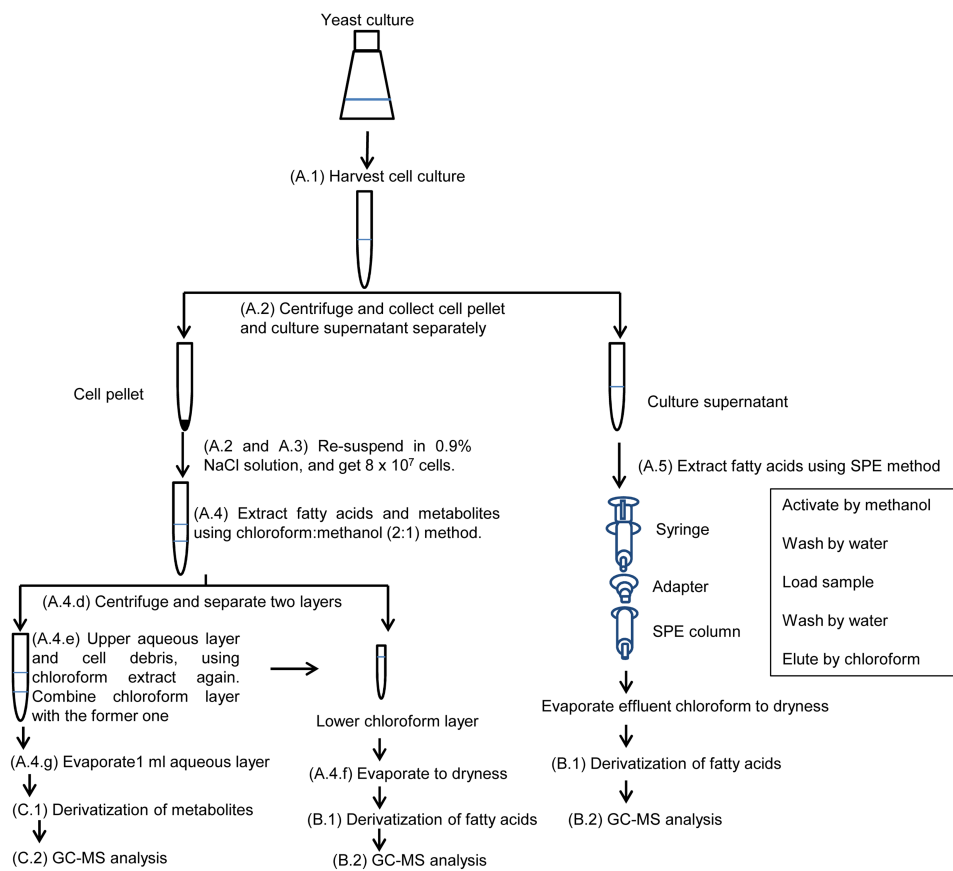 Yeast culture
(A.1) Harvest cell culture
(A.2) Centrifuge and collect cell pellet
and culture supernatant separately
Cell pellet
Culture supernatant
(A.2 and A.3) Re-suspend in 0.9%
NaCl solution, and get 8 x 10⁷ cells.
(A.5) Extract fatty acids using SPE method
(A.4) Extract fatty acids and metabolites
using chloroform:methanol (2:1) method.
Syringe
Adapter
SPE column
Activate by methanol
Wash by water
Load sample
Wash by water
Elute by chloroform
(A.4.d) Centrifuge and separate two layers
(A.4.e) Upper aqueous layer
and cell debris, using
chloroform extract again.
Combine chloroform layer
with the former one
Lower chloroform layer
Evaporate effluent chloroform to dryness
(A.4.g) Evaporate1 ml aqueous layer
(A.4.f) Evaporate to dryness
(B.1) Derivatization of fatty acids
(C.1) Derivatization of metabolites
(B.1) Derivatization of fatty acids
(B.2) GC-MS analysis
(C.2) GC-MS analysis
(B.2) GC-MS analysis